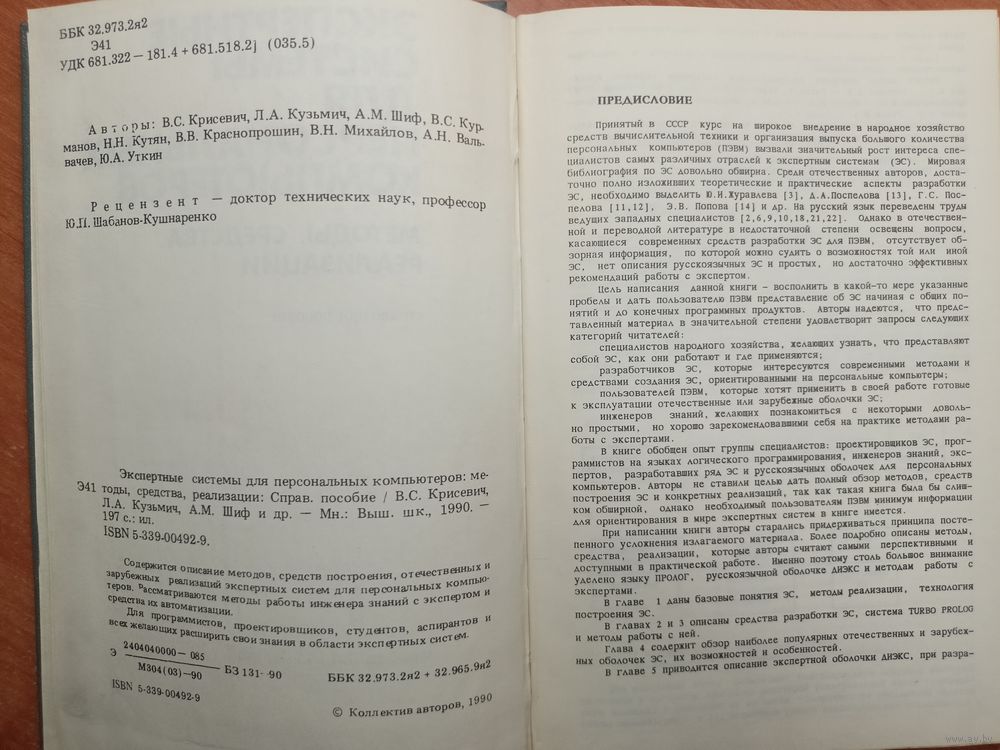 ББК 32.973.2я2
Э41
УДК 681.322 — 181.4 + 681.518.2] (035.5)
Авторы: В.С. Крисевич, Л.А. Кузьмич, А.М. Шиф, В.С. Кур-
манов, Н.Н. Кутян, В.В. Краснопрошин, В.Н. Михайлов, А.Н. Валь-
вачев, Ю.А. Уткин
Рецензент — доктор технических наук, профессор
Ю.П. Шабанов-Кушнаренко
Экспертные системы для персональных компьютеров: ме-
Э41 тоды, средства, реализации: Справ. пособие / В.С. Крисевич,
Л.А. Кузьмич, А.М. Шиф и др. — Мн.: Выш. шк., 1990. —
197 с.: ил.
ISBN 5-339-00492-9.
Содержится описание методов, средств построения, отечественных и
зарубежных реализаций экспертных систем для персональных компью-
теров. Рассматриваются методы работы инженера знаний с экспертом и
средства их автоматизации.
Для программистов, проектировщиков, студентов, аспирантов и
всех желающих расширить свои знания в области экспертных систем.
Э 2404040000 — 085
М304 (03) —90
БЗ 131- 90
ББК 32.973.2я2 + 32.965.9я2
ISBN 5-339-00492-9
© Коллектив авторов, 1990
ПРЕДИСЛОВИЕ
Принятый в СССР курс на широкое внедрение в народное хозяйство
средств вычислительной техники и организация выпуска большого количества
персональных компьютеров (ПЭВМ) вызвали значительный рост интереса спе-
циалистов самых различных отраслей к экспертным системам (ЭС). Мировая
библиография по ЭС довольно обширна. Среди отечественных авторов, доста-
точно полно изложивших теоретические и практические аспекты разработки
ЭС, необходимо выделить Ю.И.Журавлева [3], Д.А.Поспелова [13], Г.С. Пос-
пелова [11,12], Э.В. Попова [14] и др. На русский язык переведены труды
ведущих западных специалистов [2,6,9,10,18,21,22]. Однако в отечествен-
ной и переводной литературе в недостаточной степени освещены вопросы,
касающиеся современных средств разработки ЭС для ПЭВМ, отсутствует об-
зорная информация, по которой можно судить о возможностях той или иной
ЭС, нет описания русскоязычных ЭС и простых, но достаточно эффективных
рекомендаций работы с экспертом.
Цель написания данной книги – восполнить в какой-то мере указанные
пробелы и дать пользователю ПЭВМ представление об ЭС начиная с общих по-
нятий и до конечных программных продуктов. Авторы надеются, что предс-
тавленный материал в значительной степени удовлетворит запросы следующих
категорий читателей:
специалистов народного хозяйства, желающих узнать, что представляют
собой ЭС, как они работают и где применяются;
разработчиков ЭС, которые интересуются современными методами и
средствами создания ЭС, ориентированными на персональные компьютеры;
пользователей ПЭВМ, которые хотят применить в своей работе готовые
к эксплуатации отечественные или зарубежные оболочки ЭС;
инженеров знаний, желающих познакомиться с некоторыми доволь-
но простыми, но хорошо зарекомендовавшими себя на практике методами ра-
боты с экспертами.
В книге обобщен опыт группы специалистов: проектировщиков ЭС, прог-
раммистов на языках логического программирования, инженеров знаний, экс-
пертов, разработавших ряд ЭС и русскоязычных оболочек для персональных
компьютеров. Авторы не ставили целью дать полный обзор методов, средств
построения ЭС и конкретных реализаций, так как такая книга была бы слиш-
ком обширной, однако необходимый пользователям ПЭВМ минимум информации
для ориентирования в мире экспертных систем в книге имеется.
При написании книги авторы старались придерживаться принципа посте-
пенного усложнения излагаемого материала. Более подробно описаны методы,
средства, реализации, которые авторы считают самыми перспективными и
доступными в практической работе. Именно поэтому столь большое внимание
уделено языку ПРОЛОГ, русскоязычной оболочке ДИЭКС и методам работы с
экспертами.
В главе 1 даны базовые понятия ЭС, методы реализации, технология
построения ЭС.
В главах 2 и 3 описаны средства разработки ЭС, система TURBO PROLOG
и методы работы с ней.
Глава 4 содержит обзор наиболее популярных отечественных и зарубеж-
ных оболочек ЭС, их возможностей и особенностей.
В главе 5 приводится описание экспертной оболочки ДИЭКС, при разра-
www.ay.by